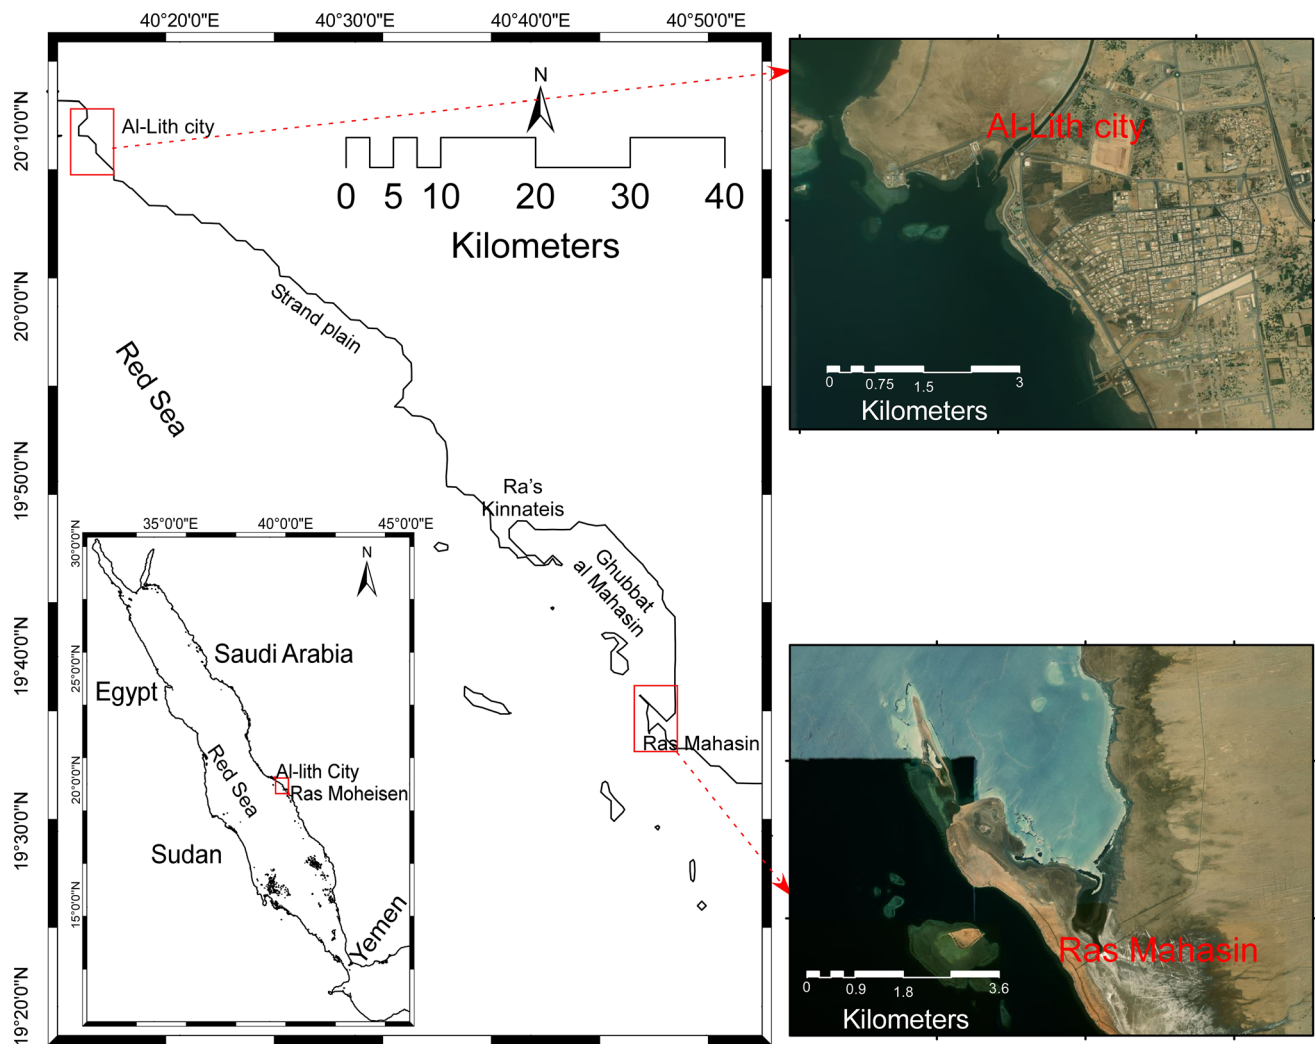 40°20'0"E
40°30'0"E
40°40'0"E
40°50'0"E
20°10'0"N
20°0'0"N
19°50'0"N
19°40'0"N
19°30'0"N
19°20'0"N
Al-Lith city
N
0 5 10 20 30 40
Kilometers
Strand plain
Red Sea
Ra's
Kinnateis
Ghubbat
al Mahasin
Ras Mahasin
35°0'0"E
40°0'0"E
45°0'0"E
30°0'0"N
25°0'0"N
20°0'0"N
15°0'0"N
N
Saudi Arabia
Egypt
Red Sea
Al-lith City
Ras Moheisen
Sudan
Yemen
Al-Lith city
0 0.75 1.5 3
Kilometers
Ras Mahasin
0 0.9 1.8 3.6
Kilometers